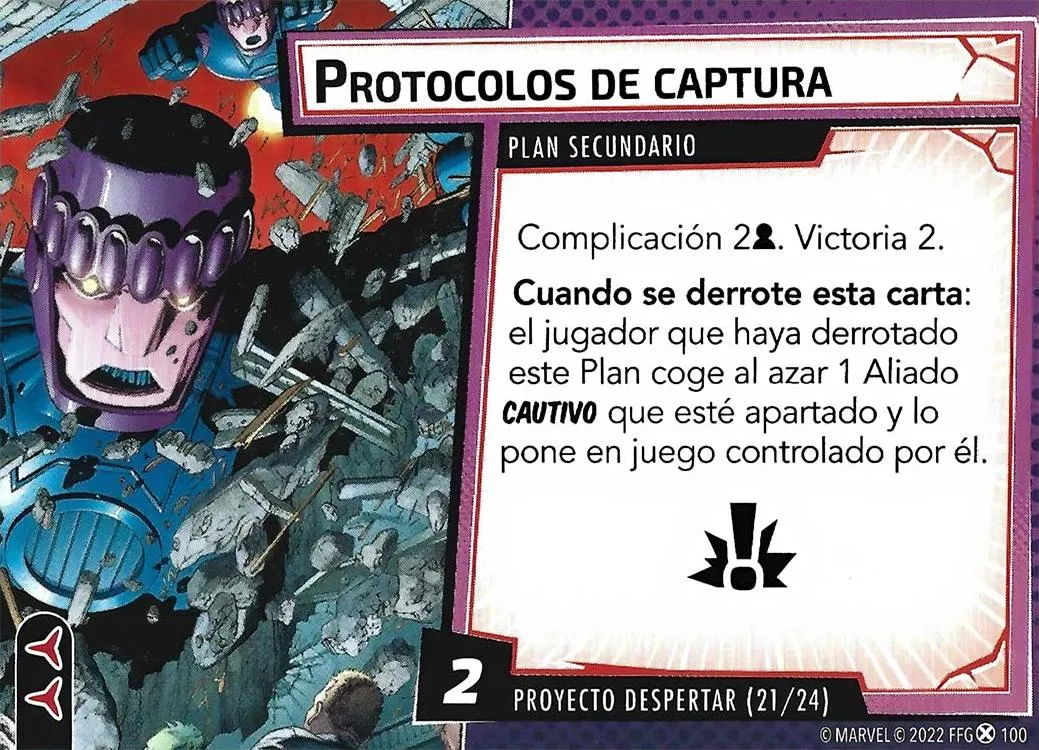 PROTOCOLOS DE CAPTURA
PLAN SECUNDARIO
Complicación 2. Victoria 2.
Cuando se derrote esta carta:
el jugador que haya derrotado
este Plan coge al azar 1 Aliado
CAUTIVO que esté apartado y lo
pone en juego controlado por él.
2
PROYECTO DESPERTAR (21/24)
© MARVEL © 2022 FFG 100